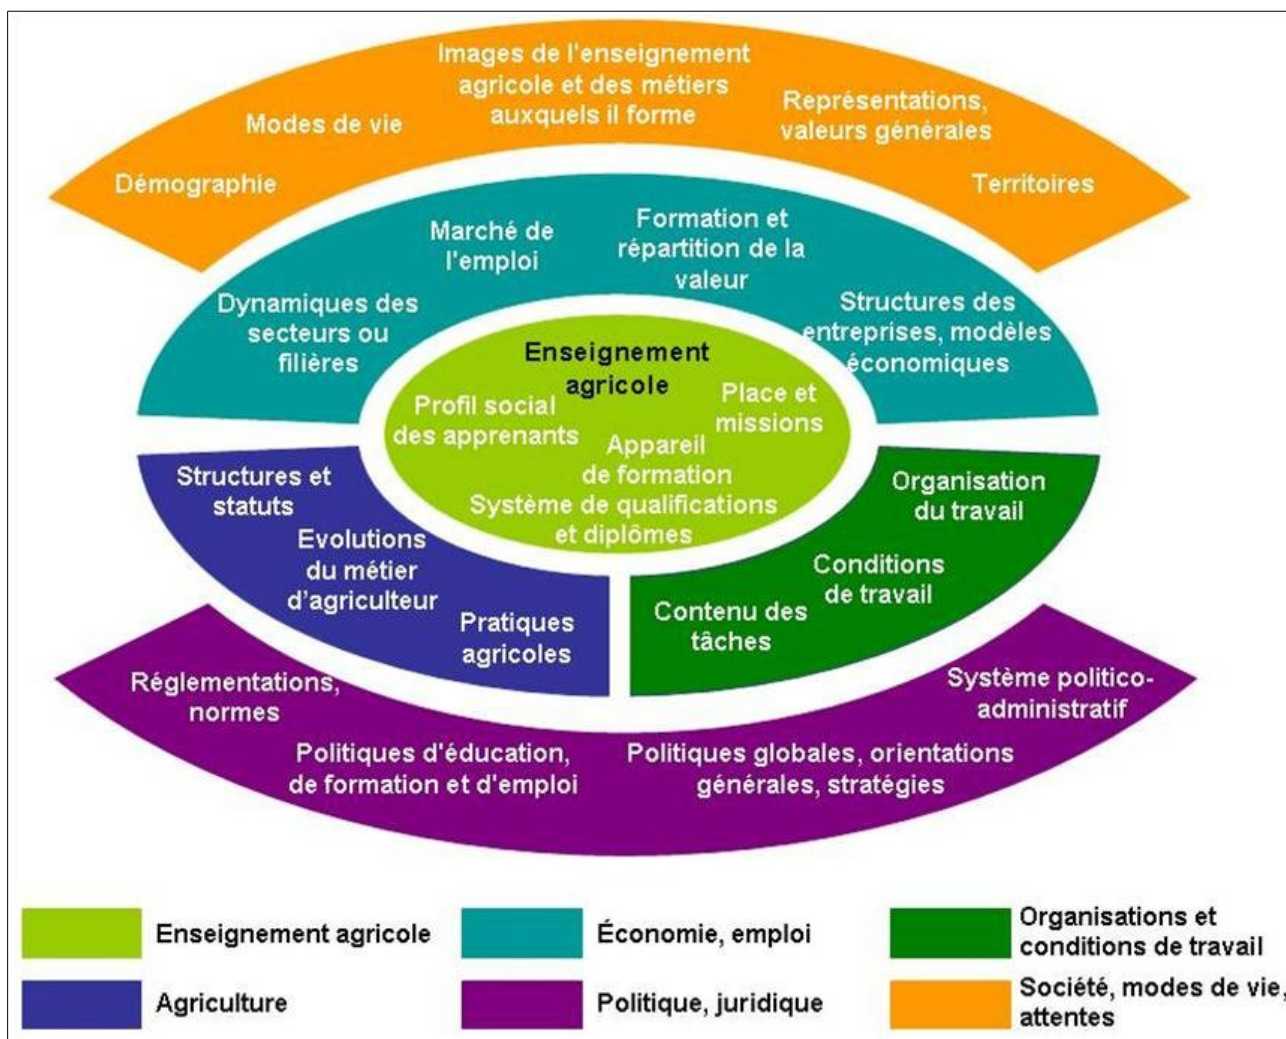 Images de l'enseignement
agricole et des métiers
auxquels il forme
Modes de vie
Représentations,
valeurs générales
Démographie
Territoires
Marché de
l'emploi
Formation et
répartition de la
valeur
Dynamiques des
secteurs ou
filières
Structures des
entreprises, modèles
économiques
Enseignement
agricole
Profil social
des apprenants
Place et
missions
Appareil
de formation
Système de qualifications
et diplômes
Structures et
statuts
Evolutions
du métier
d’agriculteur
Pratiques
agricoles
Organisation
du travail
Conditions
de travail
Contenu des
tâches
Réglementations,
normes
Politiques d'éducation,
de formation et d'emploi
Politiques globales, orientations
générales, stratégies
Système politico-
administratif
Enseignement agricole
Économie, emploi
Organisations et
conditions de travail
Agriculture
Politique, juridique
Société, modes de vie,
attentes